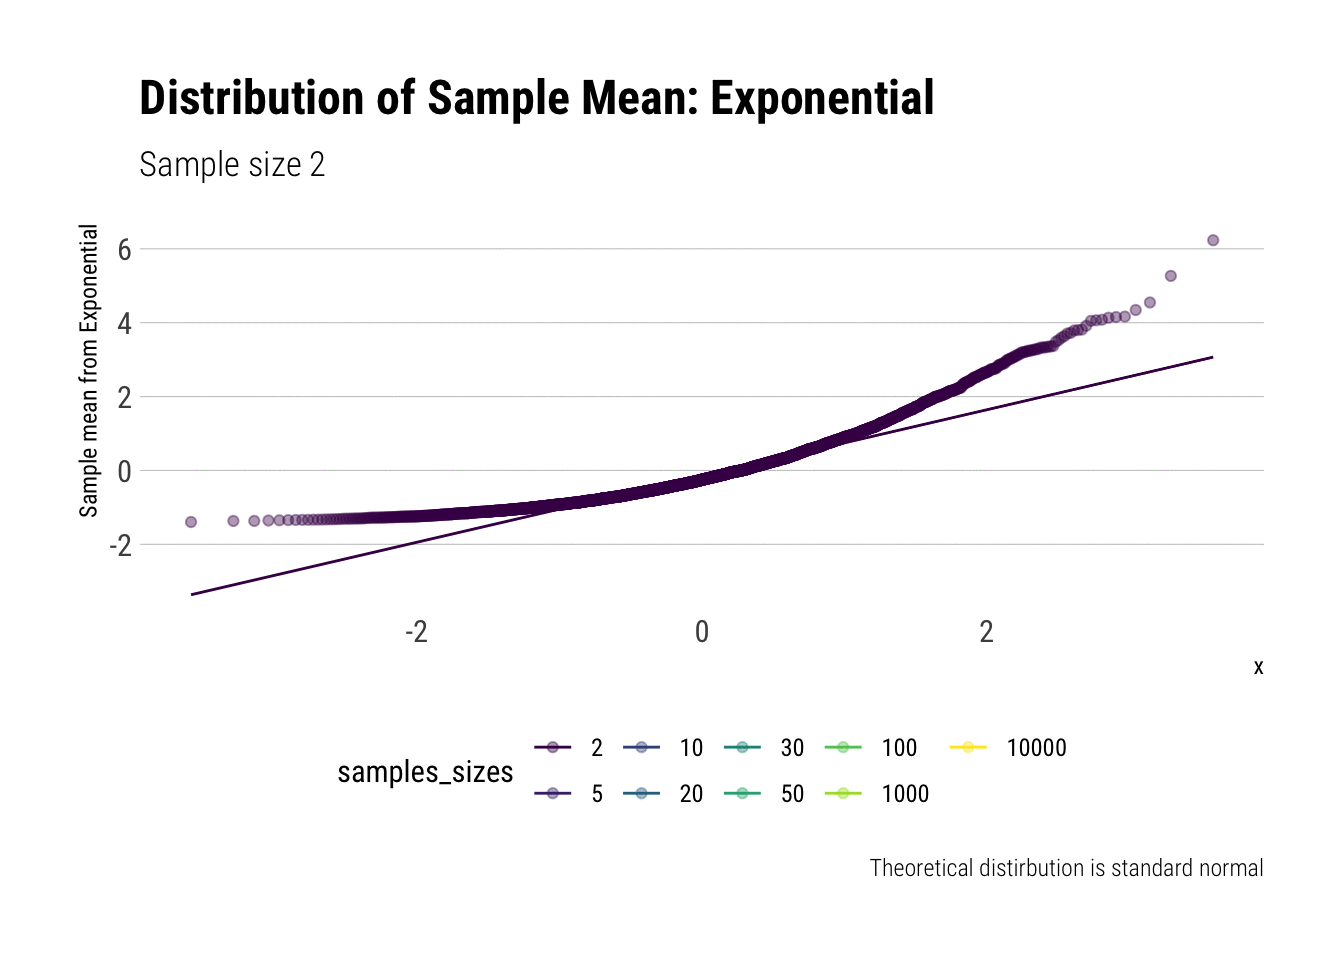 Distribution of Sample Mean: Exponential
Sample size 2
Sample mean from Exponential
6
4
2
0
-2
-2 0 2
x
samples_sizes
2 10 30 100 10000
5 20 50 1000
Theoretical distirbution is standard normal